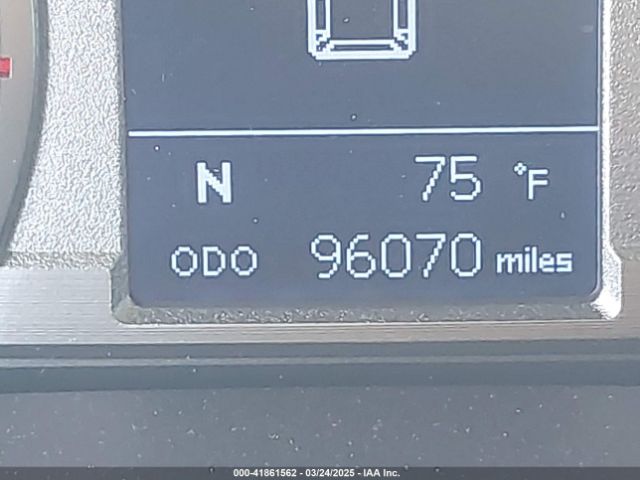 N 75 °F
ODO 96070 miles
000-41861562 - 03/24/2025 - IAA Inc.